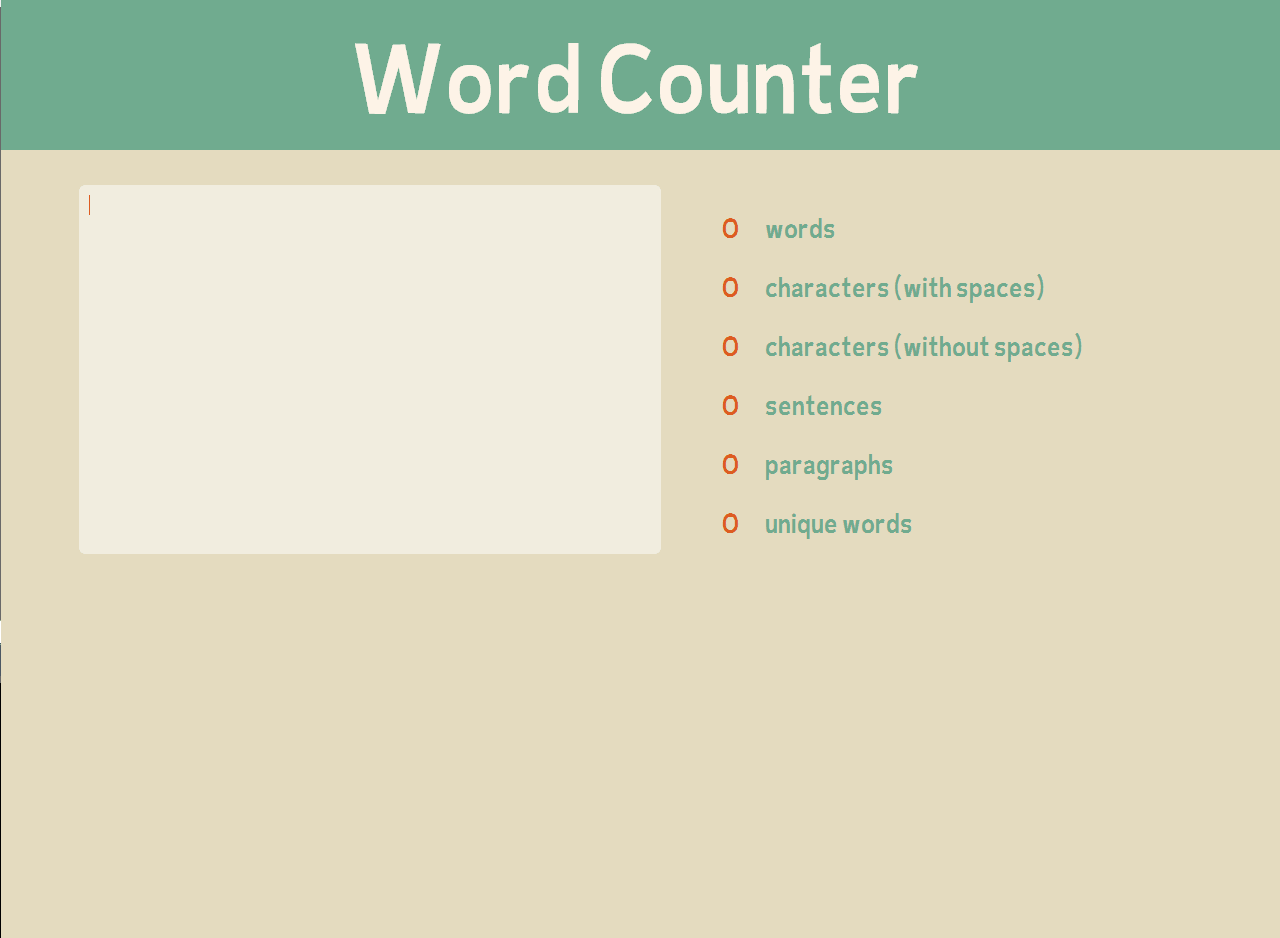 Word Counter
0 words
0 characters (with spaces)
0 characters (without spaces)
0 sentences
0 paragraphs
0 unique words